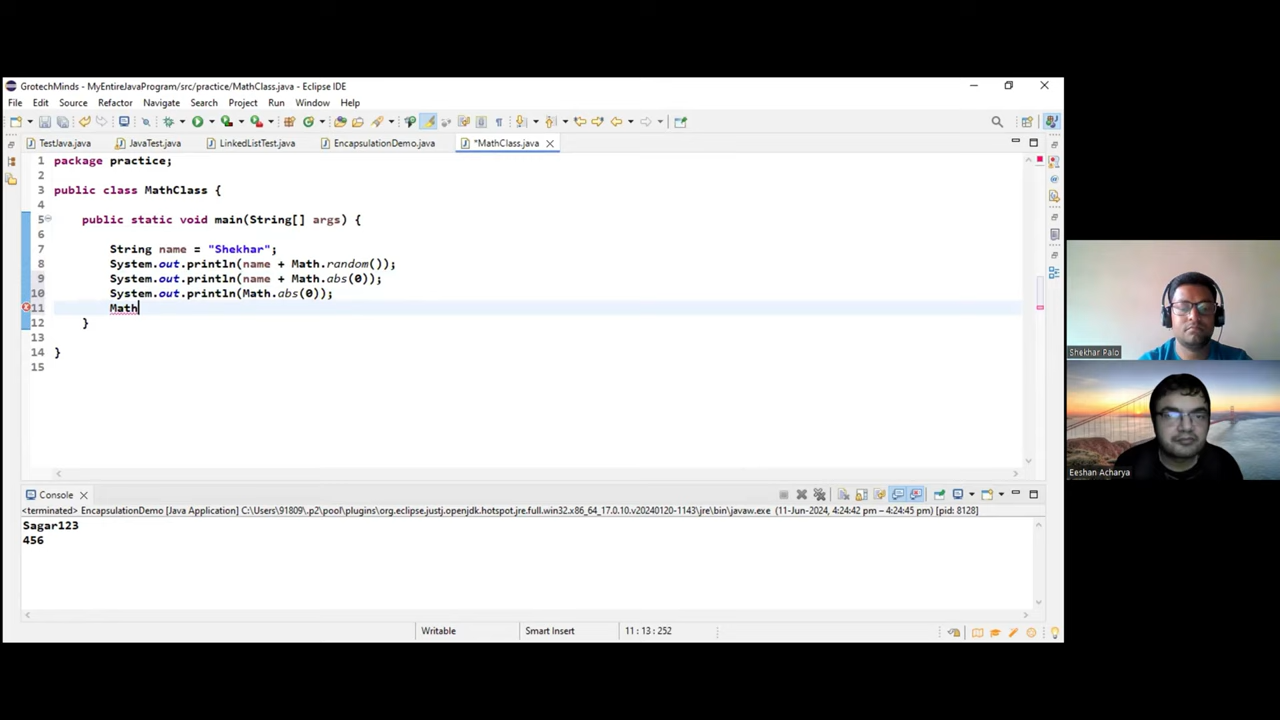 GrotechMinds - MyEntireJavaProgram/src/practice/MathClass.java - Eclipse IDE
File Edit Source Refactor Navigate Search Project Run Window Help
TestJava.java JavaTest.java LinkedListTest.java EncapsulationDemo.java *MathClass.java
1 package practice;
2
3 public class MathClass {
4
5 public static void main(String[] args) {
6
7 String name = "Shekhar";
8 System.out.println(name + Math.random());
9 System.out.println(name + Math.abs(0));
10 System.out.println(Math.abs(0));
11 Math
12 }
13
14 }
15
Shekhar Palo
Eeshan Acharya
Console
<terminated> EncapsulationDemo [Java Application] C:\Users\91809\.p2\pool\plugins\org.eclipse.justj.openjdk.hotspot.jre.full.win32.x86_64_17.0.10.v20240120-1143\jre\bin\javaw.exe (11-Jun-2024, 4:24:42 pm – 4:24:45 pm) [pid: 8128]
Sagar123
456
Writable Smart Insert 11 : 13 : 252